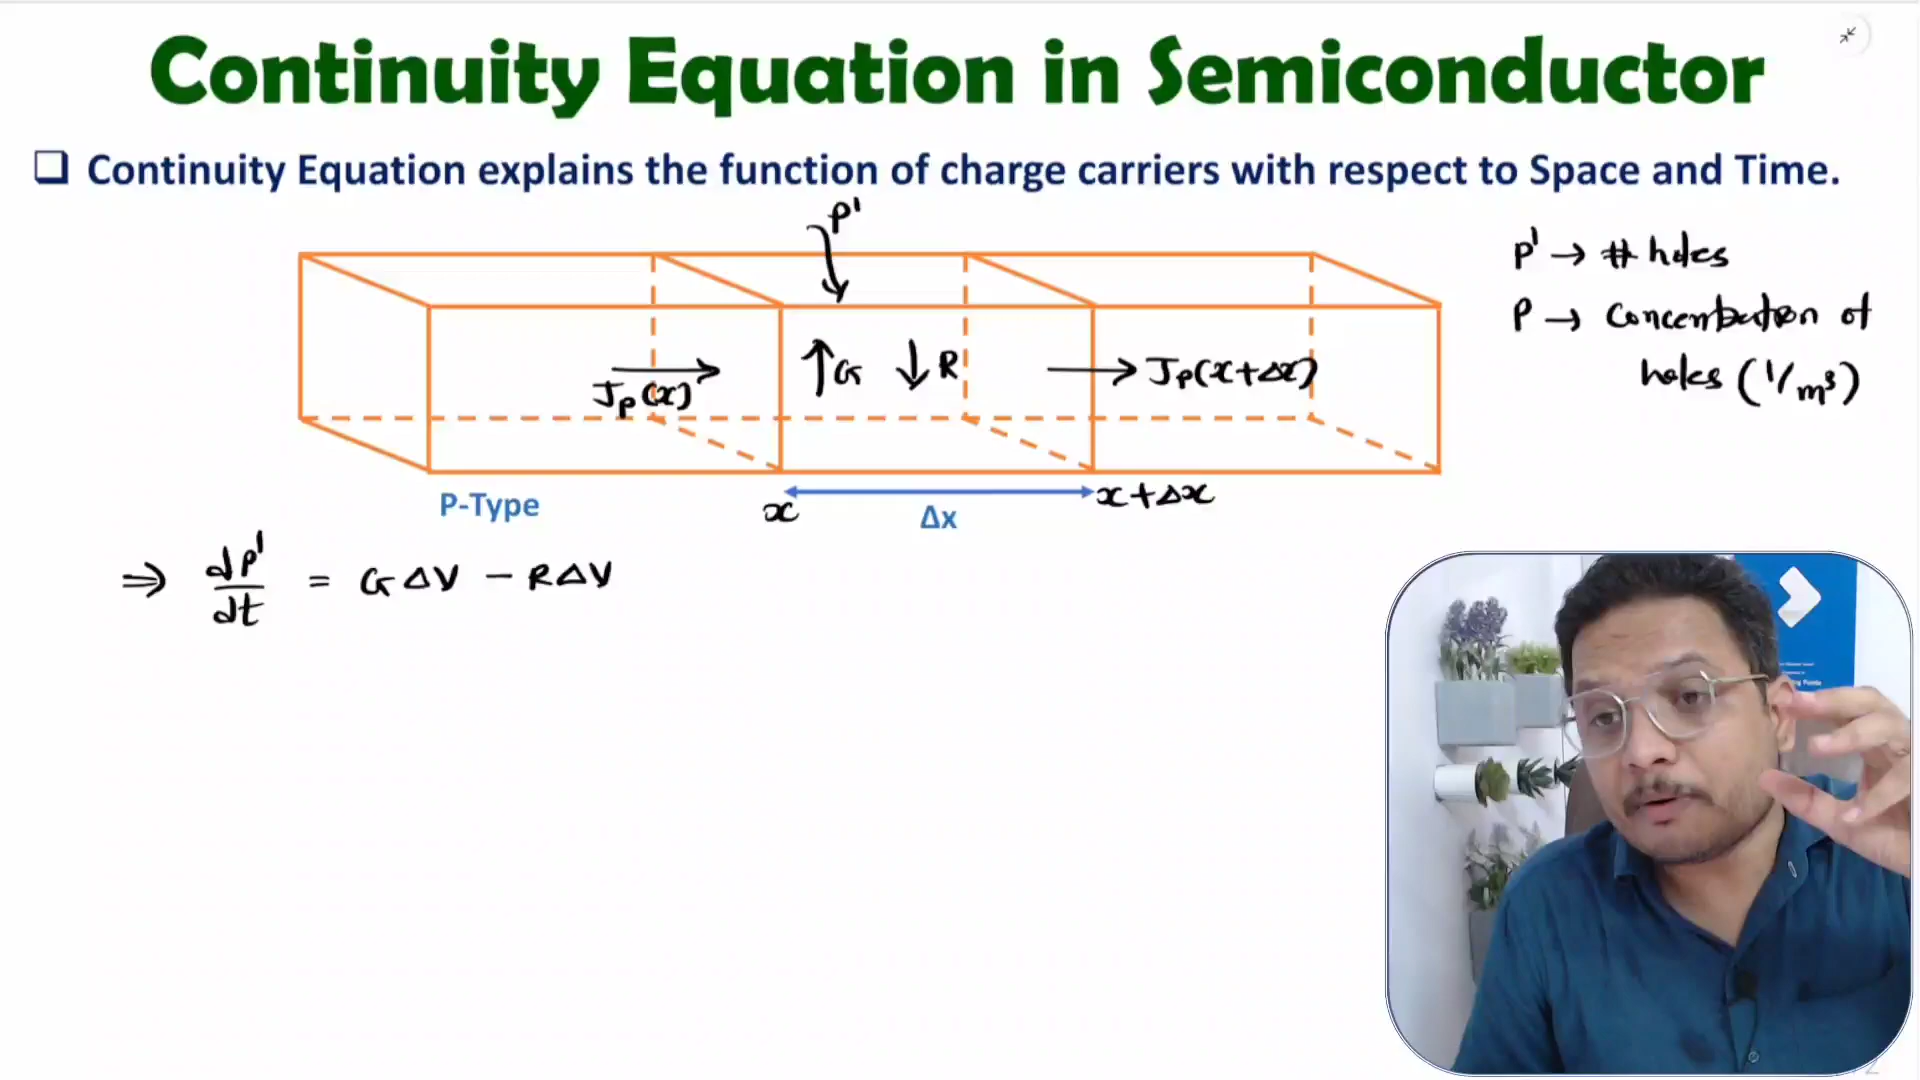 Continuity Equation in Semiconductor
❑ Continuity Equation explains the function of charge carriers with respect to Space and Time.
P'
P' → # holes
P → Concentration of
holes (1/m³)
Jp(x)
↑G ↓R
→ Jp(x+Δx)
P-Type
x
Δx
x+Δx
⇒ dP'/dt = GΔV − RΔV